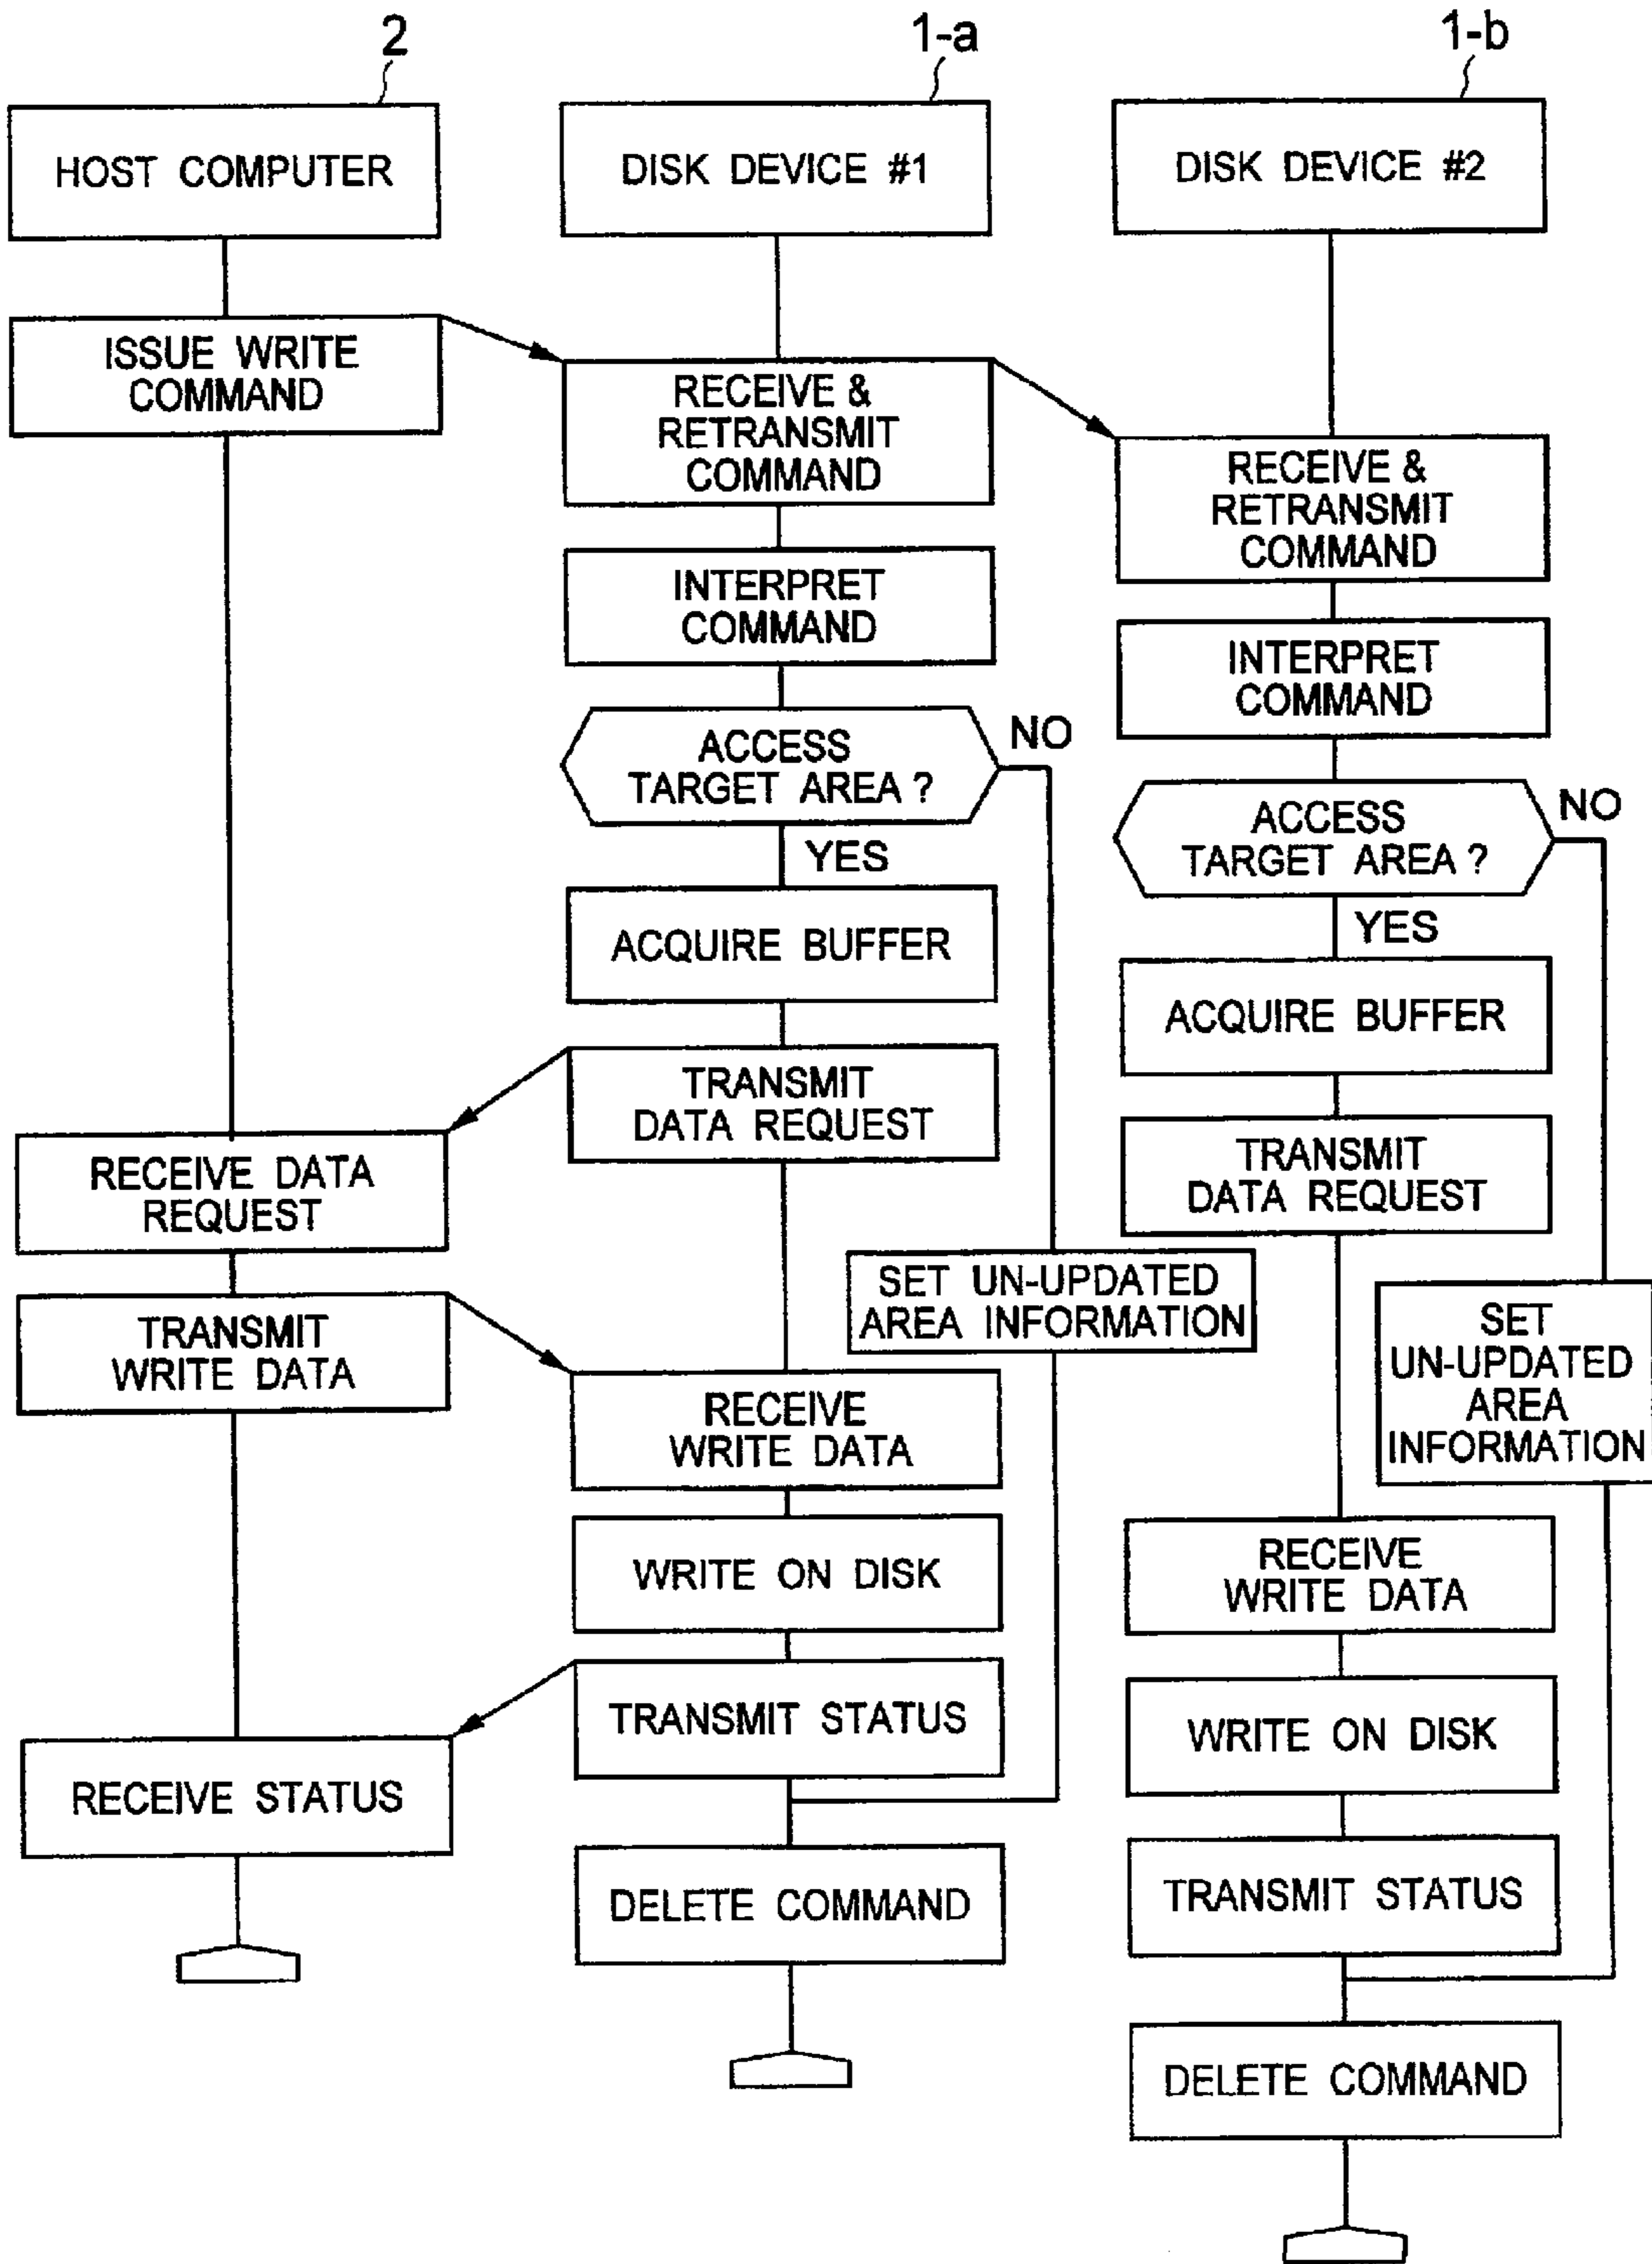 2
1-a
1-b
HOST COMPUTER
DISK DEVICE #1
DISK DEVICE #2
ISSUE WRITE
COMMAND
RECEIVE &
RETRANSMIT
COMMAND
RECEIVE &
RETRANSMIT
COMMAND
INTERPRET
COMMAND
INTERPRET
COMMAND
ACCESS
TARGET AREA ?
NO
YES
ACCESS
TARGET AREA ?
NO
YES
ACQUIRE BUFFER
ACQUIRE BUFFER
TRANSMIT
DATA REQUEST
TRANSMIT
DATA REQUEST
RECEIVE DATA
REQUEST
SET UN-UPDATED
AREA INFORMATION
SET
UN-UPDATED
AREA
INFORMATION
TRANSMIT
WRITE DATA
RECEIVE
WRITE DATA
RECEIVE
WRITE DATA
WRITE ON DISK
WRITE ON DISK
TRANSMIT STATUS
RECEIVE STATUS
TRANSMIT STATUS
DELETE COMMAND
DELETE COMMAND